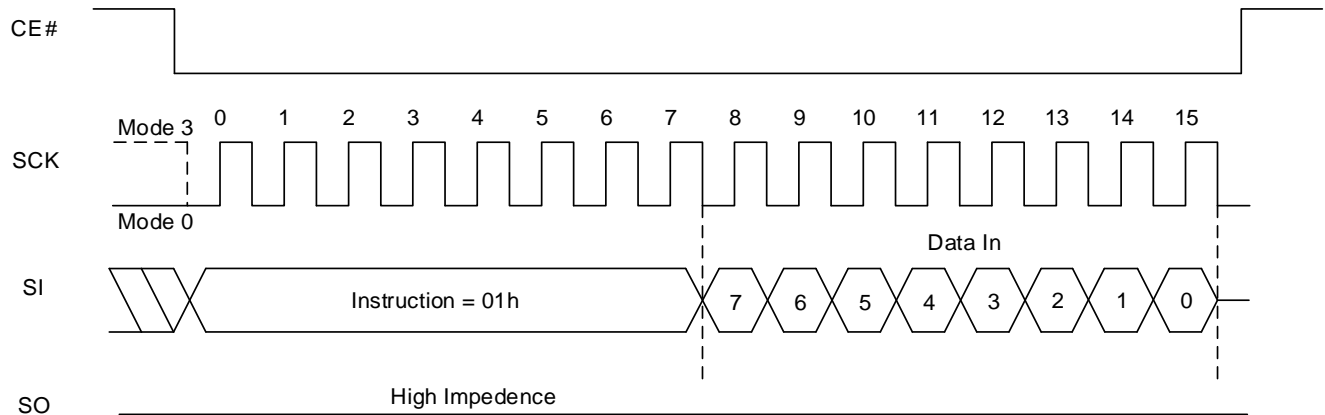 CE#
Mode 3
0 1 2 3 4 5 6 7 8 9 10 11 12 13 14 15
SCK
Mode 0
Data In
SI
Instruction = 01h
7 6 5 4 3 2 1 0
High Impedence
SO